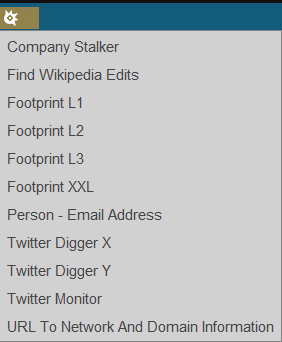 Company Stalker
Find Wikipedia Edits
Footprint L1
Footprint L2
Footprint L3
Footprint XXL
Person - Email Address
Twitter Digger X
Twitter Digger Y
Twitter Monitor
URL To Network And Domain Information